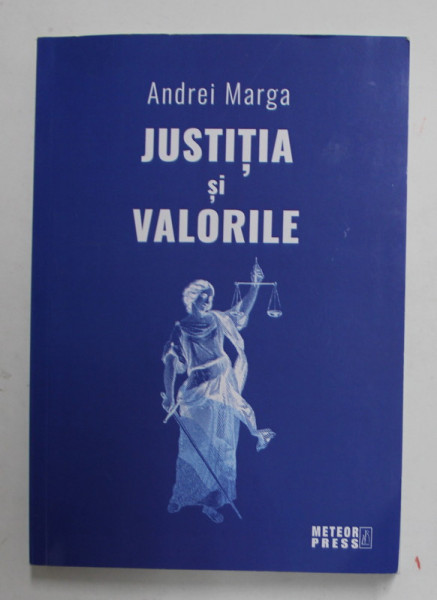 Andrei Marga
JUSTIȚIA
și
VALORILE
METEOR
PRESS